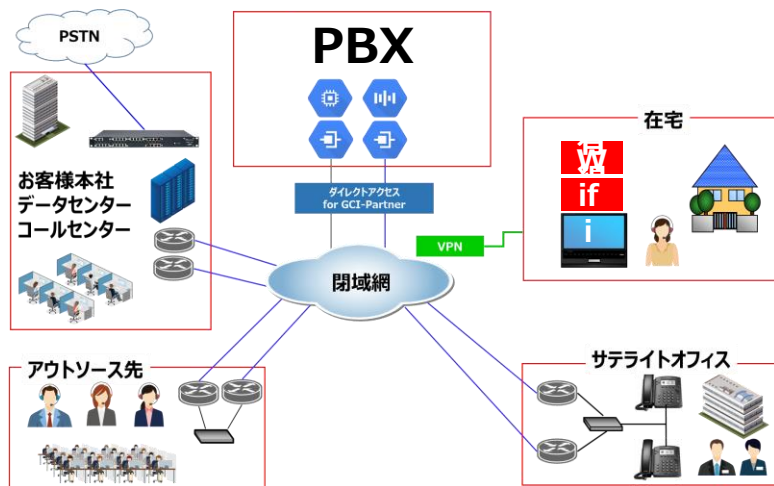 PSTN
PBX
お客様本社
データセンター
コールセンター
ダイレクトアクセス
for GCI-Partner
VPN
在宅
W
if
i
閉域網
アウトソース先
サテライトオフィス